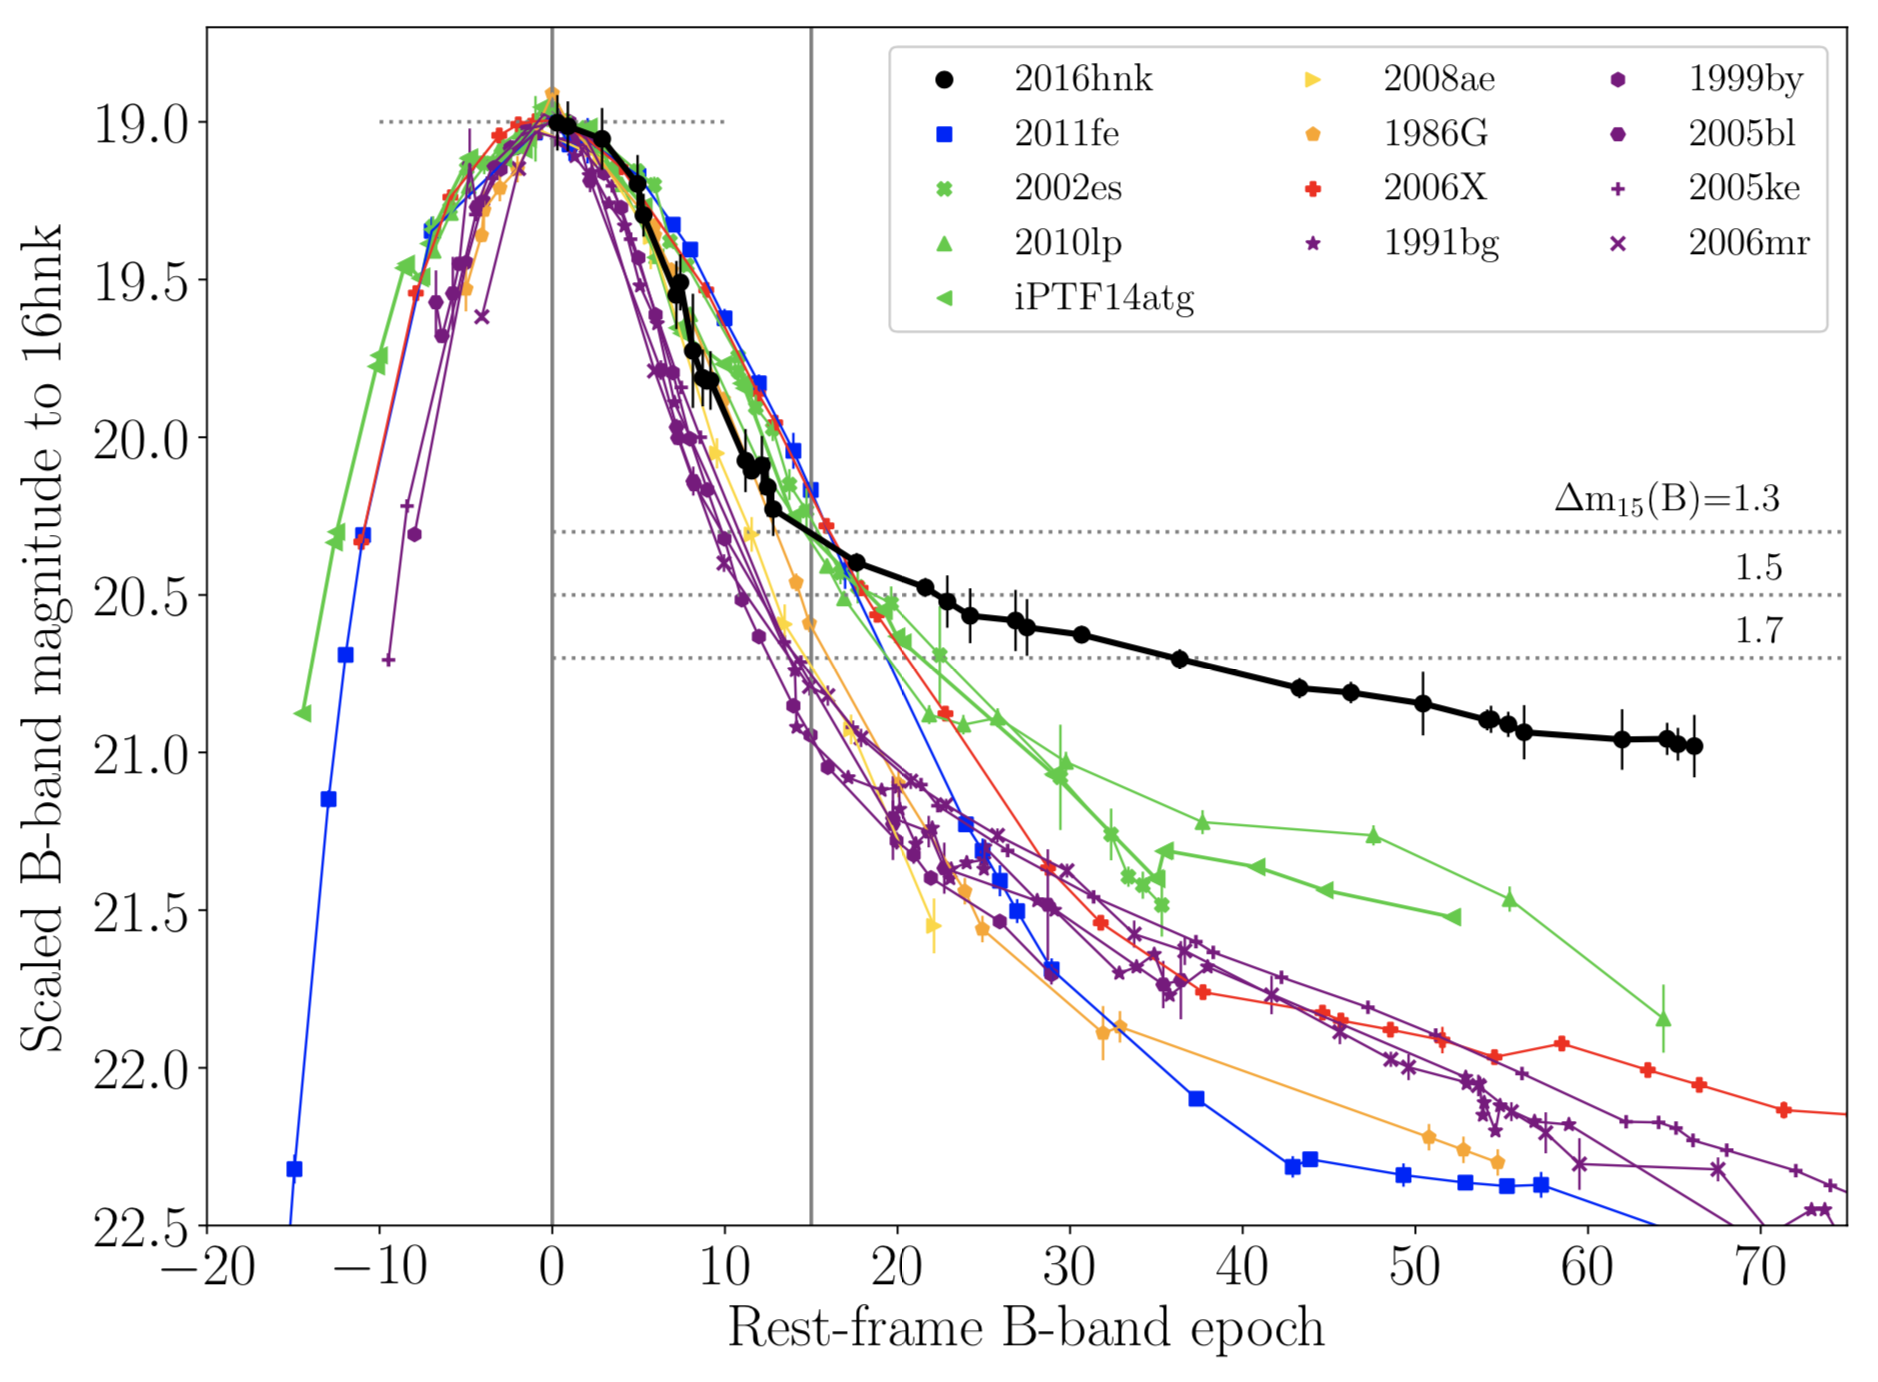 2016hnk 2008ae 1999by
2011fe 1986G 2005bl
2002es 2006X 2005ke
2010lp 1991bg 2006mr
iPTF14atg
Δm₁₅(B)=1.3
1.5
1.7
Scaled B-band magnitude to 16hnk
19.0
19.5
20.0
20.5
21.0
21.5
22.0
22.5
−20 −10 0 10 20 30 40 50 60 70
Rest-frame B-band epoch